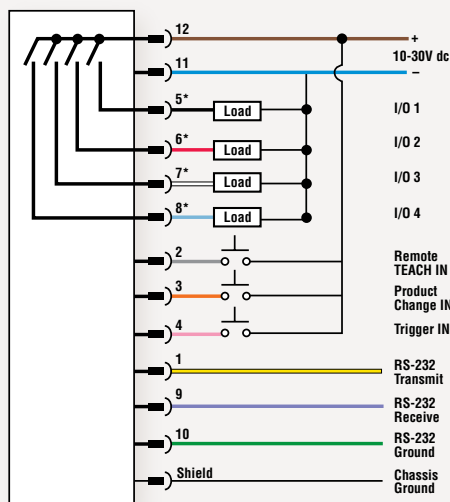 12 +
10-30V dc
11 –
5* Load I/O 1
6* Load I/O 2
7* Load I/O 3
8* Load I/O 4
2 Remote
TEACH IN
3 Product
Change IN
4 Trigger IN
1 RS-232
Transmit
9 RS-232
Receive
10 RS-232
Ground
Shield Chassis
Ground